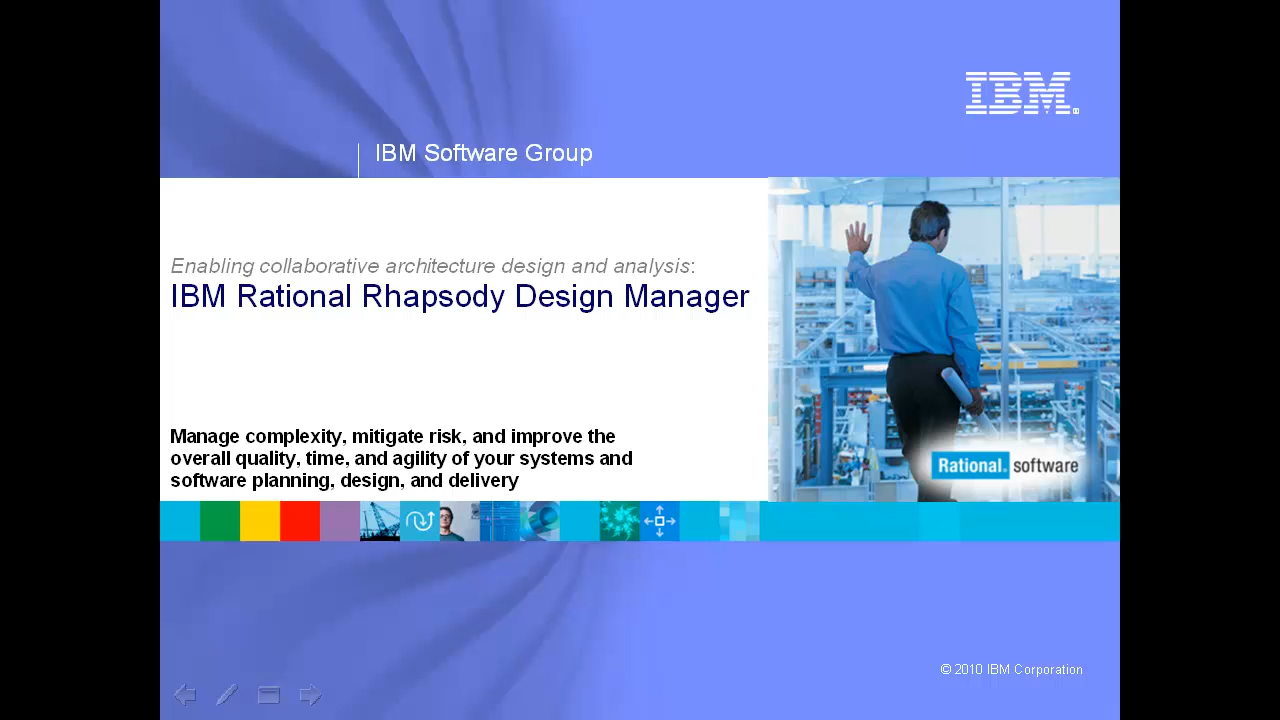 IBM
IBM Software Group
Enabling collaborative architecture design and analysis:
IBM Rational Rhapsody Design Manager
Manage complexity, mitigate risk, and improve the
overall quality, time, and agility of your systems and
software planning, design, and delivery
Rational. software
© 2010 IBM Corporation